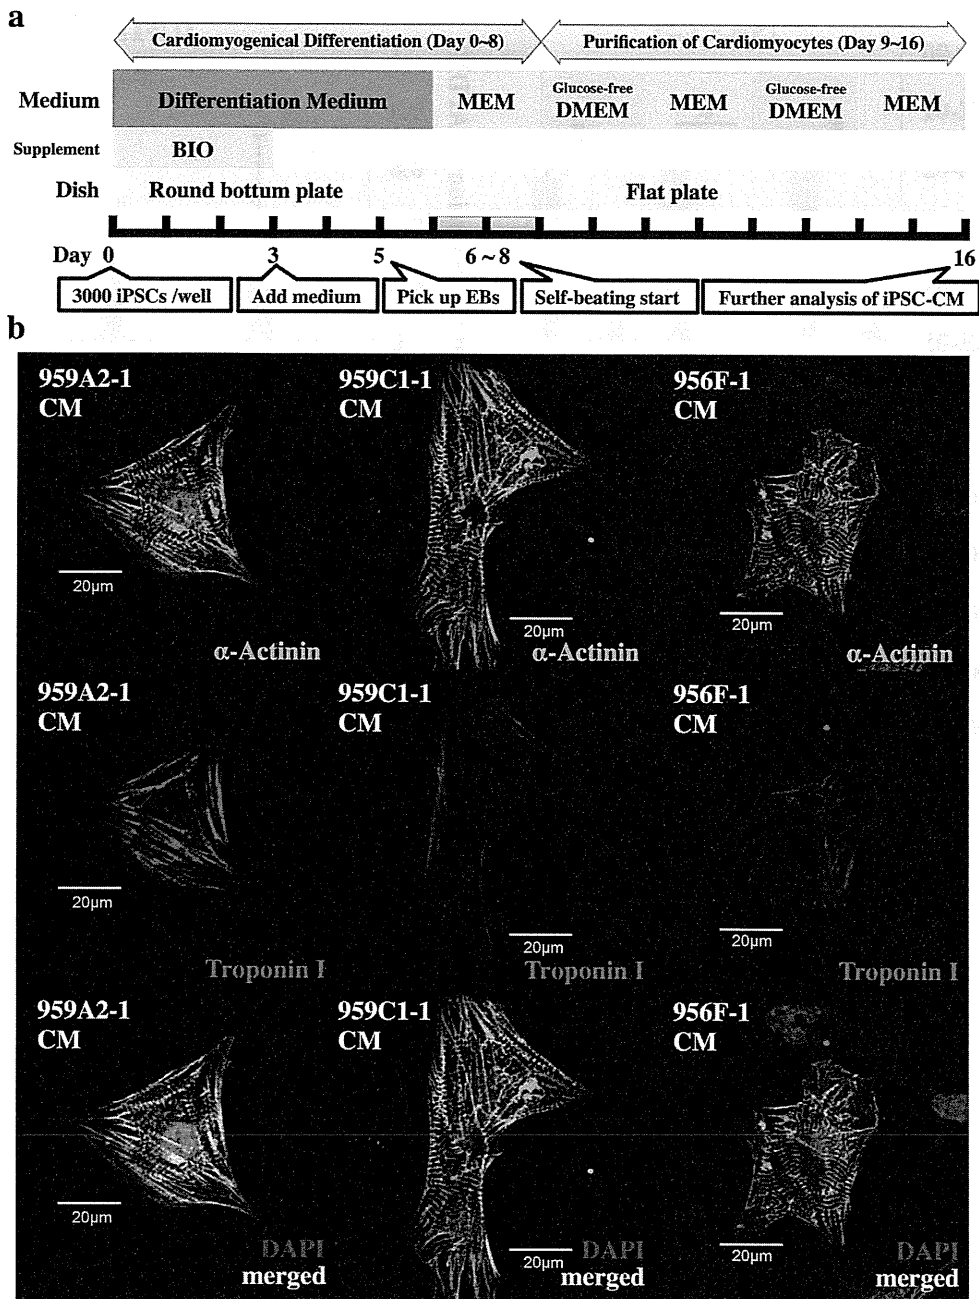 a
Cardiomyogenical Differentiation (Day 0~8)
Purification of Cardiomyocytes (Day 9~16)
Medium
Differentiation Medium
MEM
Glucose-free
DMEM
MEM
Glucose-free
DMEM
MEM
Supplement
BIO
Dish
Round bottum plate
Flat plate
Day 0 3 5 6 ~ 8 16
3000 iPSCs /well
Add medium
Pick up EBs
Self-beating start
Further analysis of iPSC-CM
b
959A2-1
CM
20μm
α-Actinin
959C1-1
CM
20μm
α-Actinin
956F-1
CM
20μm
α-Actinin
959A2-1
CM
20μm
Troponin I
959C1-1
CM
20μm
Troponin I
956F-1
CM
20μm
Troponin I
959A2-1
CM
20μm
DAPI
merged
959C1-1
CM
20μm
DAPI
merged
956F-1
CM
20μm
DAPI
merged